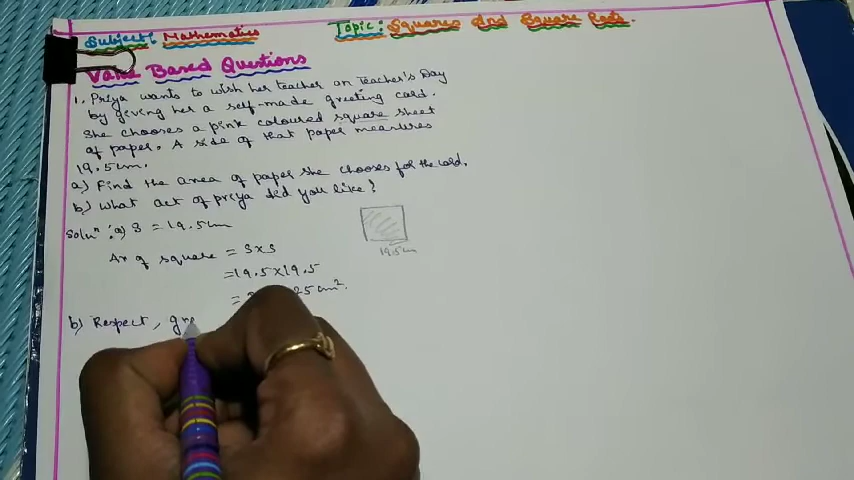 Subject: Mathematics
Topic: Squares And Square Roots.
Value Based Questions
1. Priya wants to wish her teacher on Teacher's Day
by giving her a self-made greeting card.
She chooses a pink coloured square sheet
of paper. A side of that paper measures
19.5cm.
a) Find the area of paper she chooses for the card.
b) What act of priya did you like?
Soluⁿ: a) S = 19.5cm
Ar of square = S×S
= 19.5×19.5
= 25 cm².
19.5cm
b) Respect,